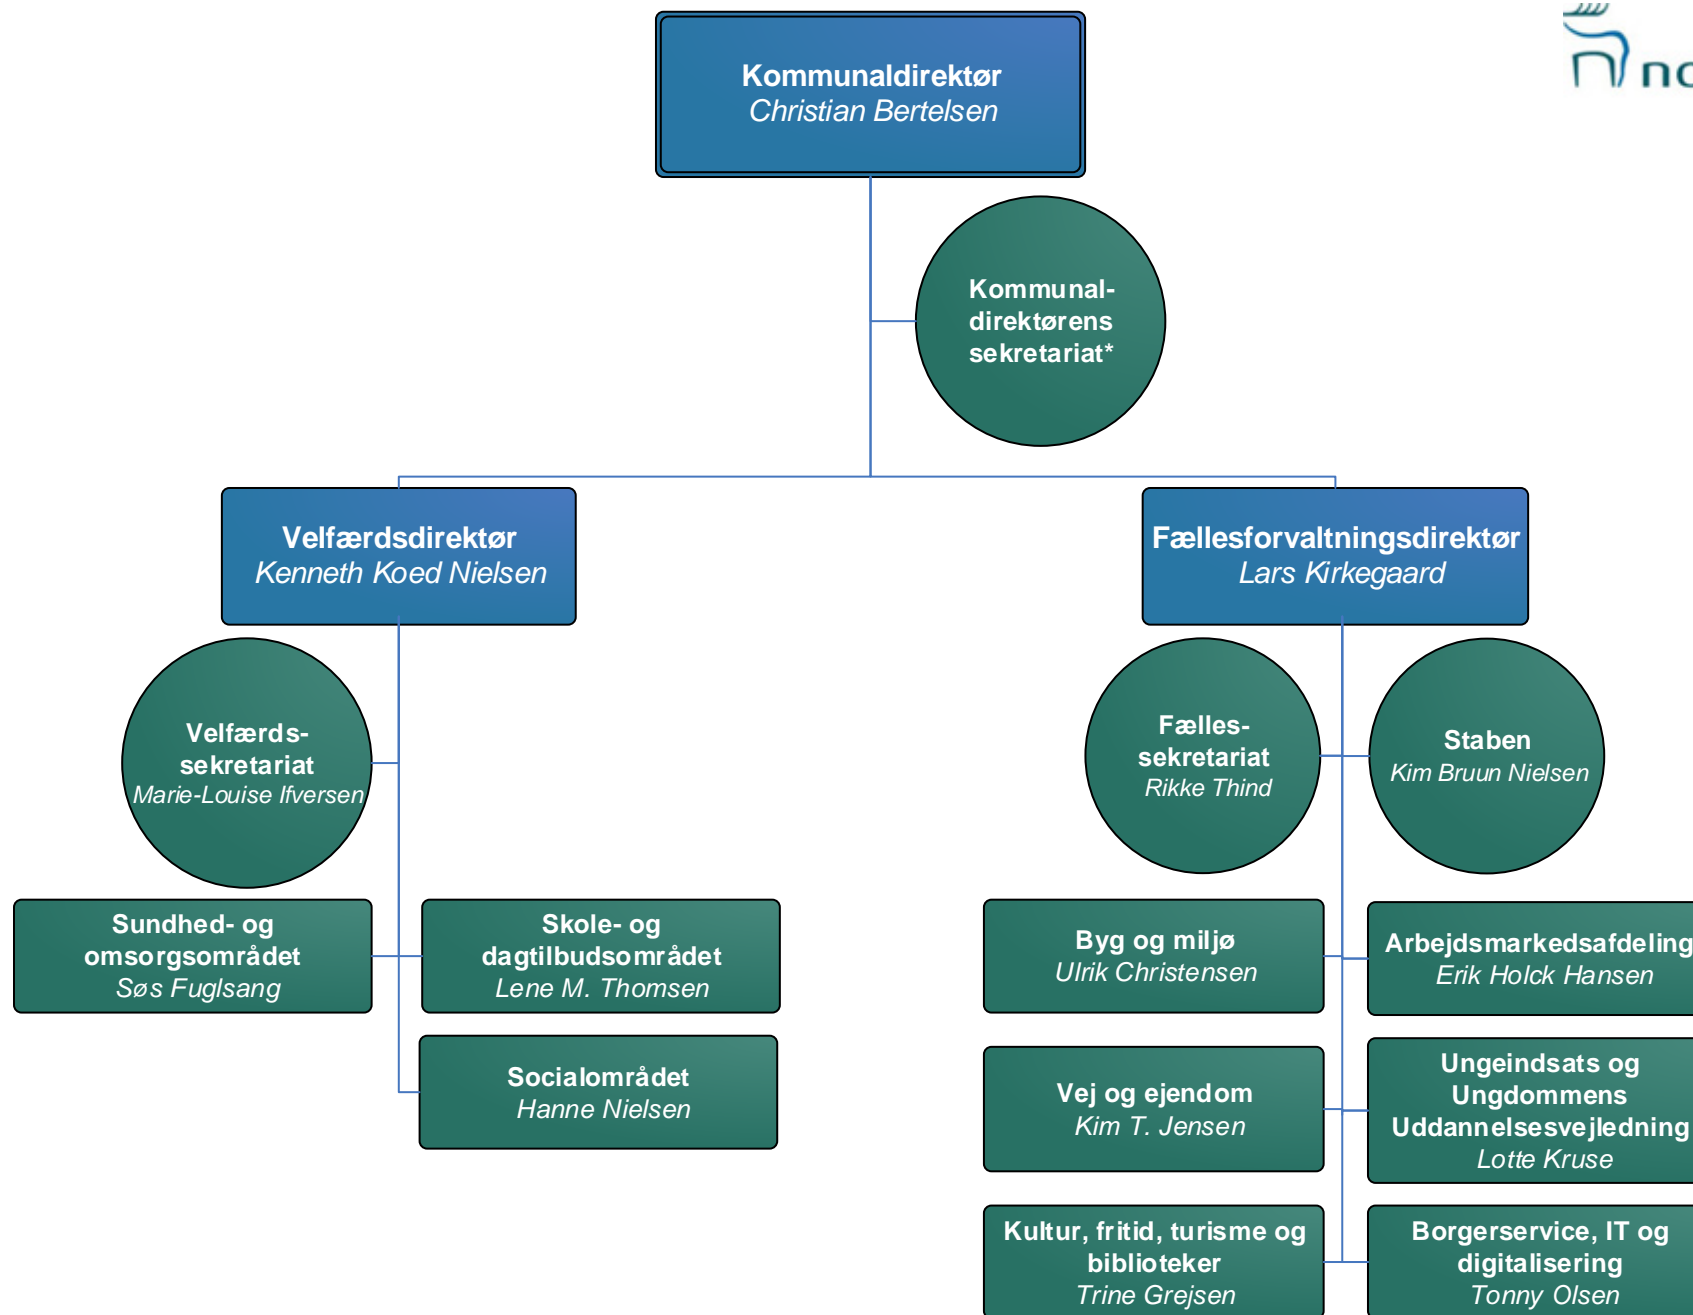 Kommunaldirektør
Christian Bertelsen
Kommunal-
direktørens
sekretariat*
Velfærdsdirektør
Kenneth Koed Nielsen
Fællesforvaltningsdirektør
Lars Kirkegaard
Velfærds-
sekretariat
Marie-Louise Ifversen
Fælles-
sekretariat
Rikke Thind
Staben
Kim Bruun Nielsen
Sundhed- og
omsorgsområdet
Søs Fuglsang
Skole- og
dagtilbudsområdet
Lene M. Thomsen
Socialområdet
Hanne Nielsen
Byg og miljø
Ulrik Christensen
Arbejdsmarkedsafdeling
Erik Holck Hansen
Vej og ejendom
Kim T. Jensen
Ungeindsats og
Ungdommens
Uddannelsesvejledning
Lotte Kruse
Kultur, fritid, turisme og
biblioteker
Trine Grejsen
Borgerservice, IT og
digitalisering
Tonny Olsen